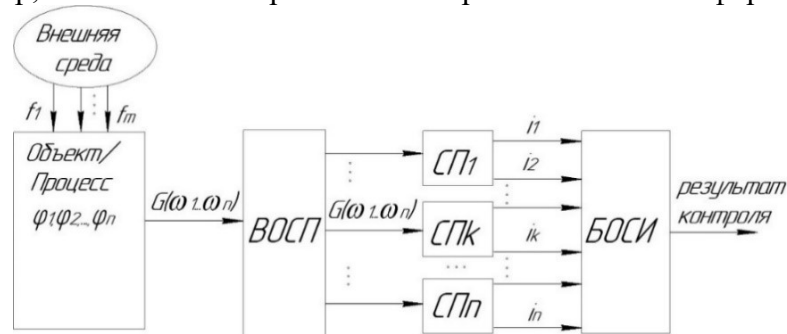 Внешняя
среда
f1
fm
Объект/
Процесс
φ1φ2...φn
G(ω1..ωn)
ВОСП
G(ω1..ωn)
СП1
СПк
СПn
i1
i2
ik
in
БОСИ
результат
контроля